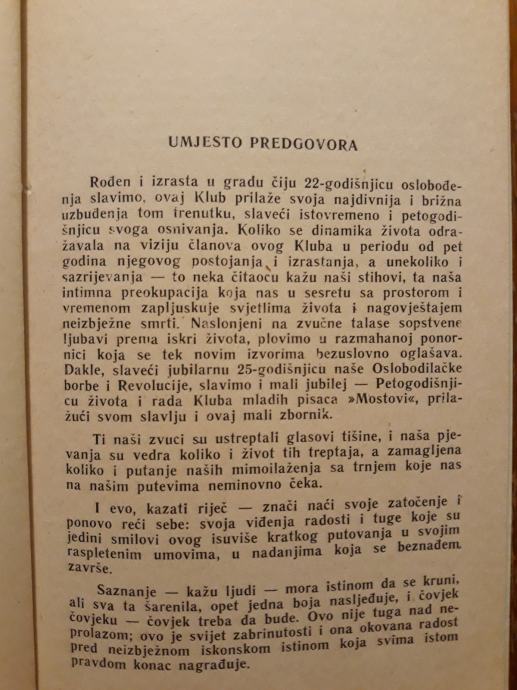 UMJESTO PREDGOVORA
Rođen i izrasta u gradu čiju 22-godišnjicu oslobođe-
nja slavimo, ovaj Klub prilaže svoja najdivnija i brižna
uzbuđenja tom trenutku, slaveći istovremeno i petogodi-
šnjicu svoga osnivanja. Koliko se dinamika života odra-
žavala na viziju članova ovog Kluba u periodu od pet
godina njegovog postojanja i izrastanja, a unekoliko i
sazrijevanja — to neka čitaocu kažu naši stihovi, ta naša
intimna preokupacija koja nas u sesretu sa prostorom i
vremenom zapljuskuje svjetlima života i nagovještajem
neizbježne smrti. Naslonjeni na zvučne talase sopstvene
ljubavi prema iskri života, plovimo u razmahanoj ponor-
nici koja se tek novim izvorima bezuslovno oglašava.
Dakle, slaveći jubilarnu 25-godišnjicu naše Oslobodilačke
borbe i Revolucije, slavimo i mali jubilej — Petogodišnji-
cu života i rada Kluba mladih pisaca »Mostovi«, prila-
žući svom slavlju i ovaj mali zbornik.
Ti naši zvuci su ustreptali glasovi tišine, i naša pje-
vanja su vedra koliko i život tih treptaja, a zamagljena
koliko i putanje naših mimoilaženja sa trnjem koje nas
na našim putevima neminovno čeka.
I evo, kazati riječ — znači naći svoje zatočenje i
ponovo reći sebe: svoja viđenja radosti i tuge koje su
jedini smilovi ovog isuviše kratkog putovanja u svojim
raspletenim umovima, u nadanjima koja se beznađem
završe.
Saznanje — kažu ljudi — mora istinom da se kruni,
ali sva ta šarenila, opet jedna boja nasljeđuje, i čovjek
čovjeku — čovjek treba da bude. Ovo nije tuga nad ne-
prolazom; ovo je svijet zabrinutosti i ona okovana radost
pred neizbježnom iskonskom istinom koja svima istom
pravdom konac nagrađuje.